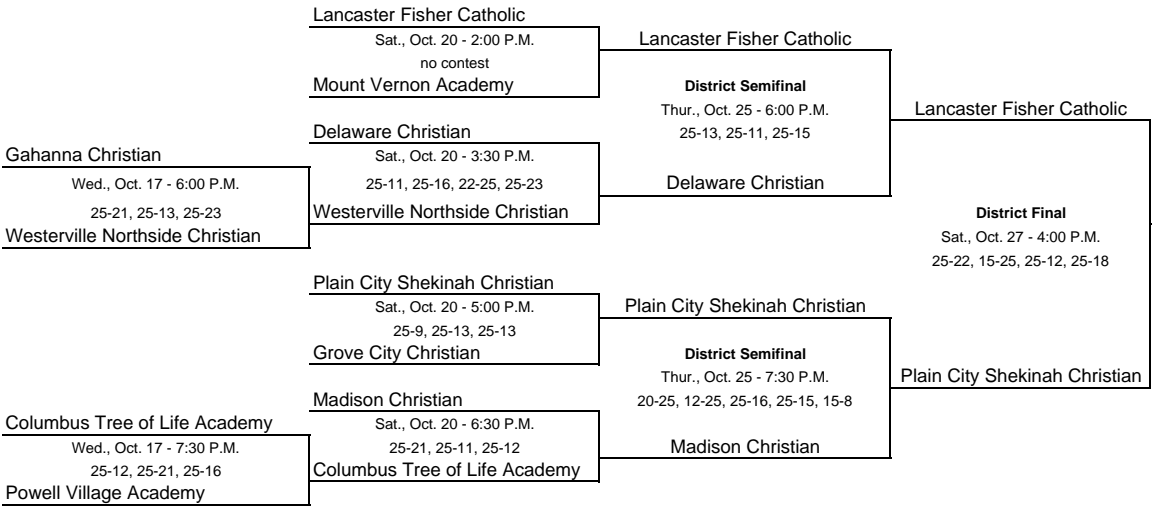 Lancaster Fisher Catholic
Sat., Oct. 20 - 2:00 P.M.
no contest
Mount Vernon Academy
Delaware Christian
Sat., Oct. 20 - 3:30 P.M.
25-11, 25-16, 22-25, 25-23
Westerville Northside Christian
Gahanna Christian
Wed., Oct. 17 - 6:00 P.M.
25-21, 25-13, 25-23
Westerville Northside Christian
Lancaster Fisher Catholic
District Semifinal
Thur., Oct. 25 - 6:00 P.M.
25-13, 25-11, 25-15
Delaware Christian
Lancaster Fisher Catholic
District Final
Sat., Oct. 27 - 4:00 P.M.
25-22, 15-25, 25-12, 25-18
Plain City Shekinah Christian
Plain City Shekinah Christian
Sat., Oct. 20 - 5:00 P.M.
25-9, 25-13, 25-13
Grove City Christian
Plain City Shekinah Christian
District Semifinal
Thur., Oct. 25 - 7:30 P.M.
20-25, 12-25, 25-16, 25-15, 15-8
Madison Christian
Madison Christian
Sat., Oct. 20 - 6:30 P.M.
25-21, 25-11, 25-12
Columbus Tree of Life Academy
Columbus Tree of Life Academy
Wed., Oct. 17 - 7:30 P.M.
25-12, 25-21, 25-16
Powell Village Academy